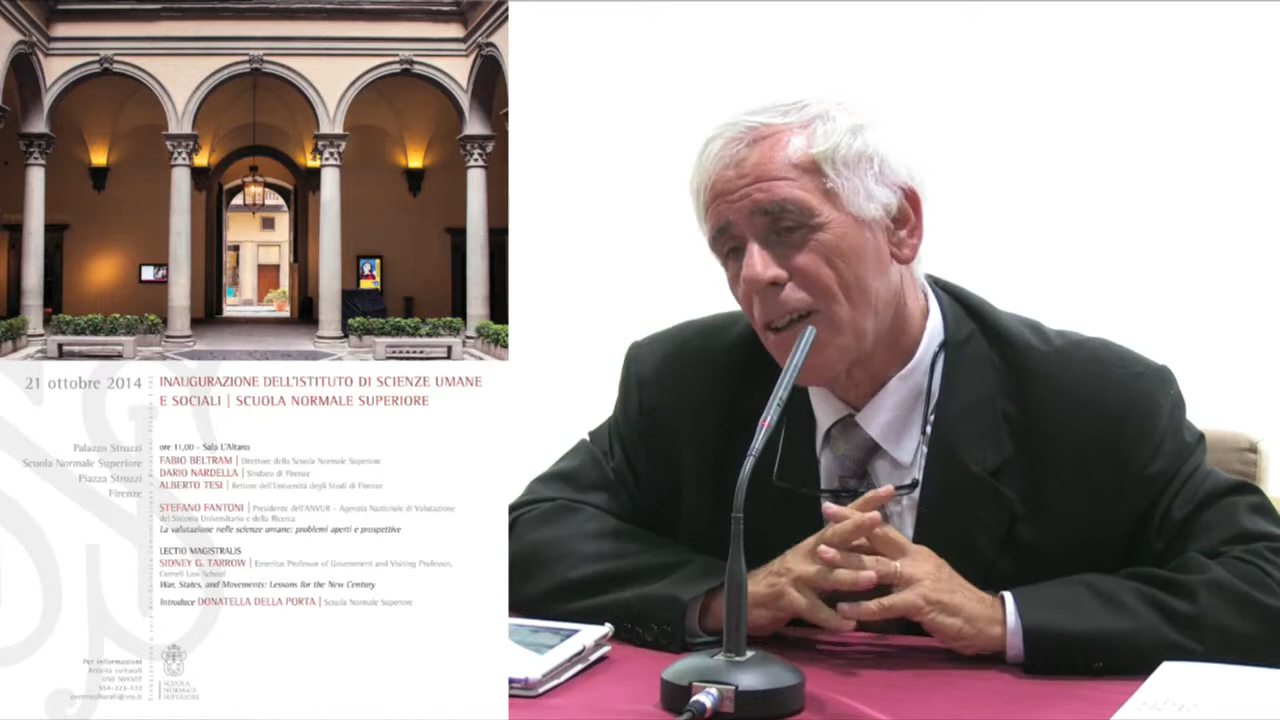 21 ottobre 2014
INAUGURAZIONE DELL'ISTITUTO DI SCIENZE UMANE
E SOCIALI | SCUOLA NORMALE SUPERIORE
Palazzo Strozzi
Scuola Normale Superiore
Piazza Strozzi
Firenze
ore 11,00 - Sala L'Altana
FABIO BELTRAM | Direttore della Scuola Normale Superiore
DARIO NARDELLA | Sindaco di Firenze
ALBERTO TESI | Rettore dell'Università degli Studi di Firenze
STEFANO FANTONI | Presidente dell'ANVUR - Agenzia Nazionale di Valutazione
del Sistema Universitario e della Ricerca
La valutazione nelle scienze umane: problemi aperti e prospettive
LECTIO MAGISTRALIS
SIDNEY G. TARROW | Emeritus Professor of Government and Visiting Professor,
Cornell Law School
War, States, and Movements: Lessons for the New Century
Introduce DONATELLA DELLA PORTA | Scuola Normale Superiore
Per informazioni
Attività culturali
SCUOLA
NORMALE
SUPERIORE